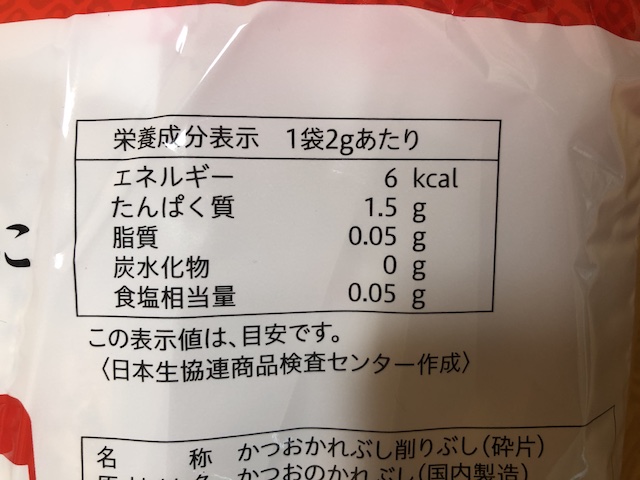 栄養成分表示 1袋2gあたり
エネルギー 6 kcal
たんぱく質 1.5 g
脂質 0.05 g
炭水化物 0 g
食塩相当量 0.05 g
こ
この表示値は、目安です。
〈日本生協連商品検査センター作成〉
名 称 かつおかれぶし削りぶし(砕片)
かつおのかれぶし(国内製造)